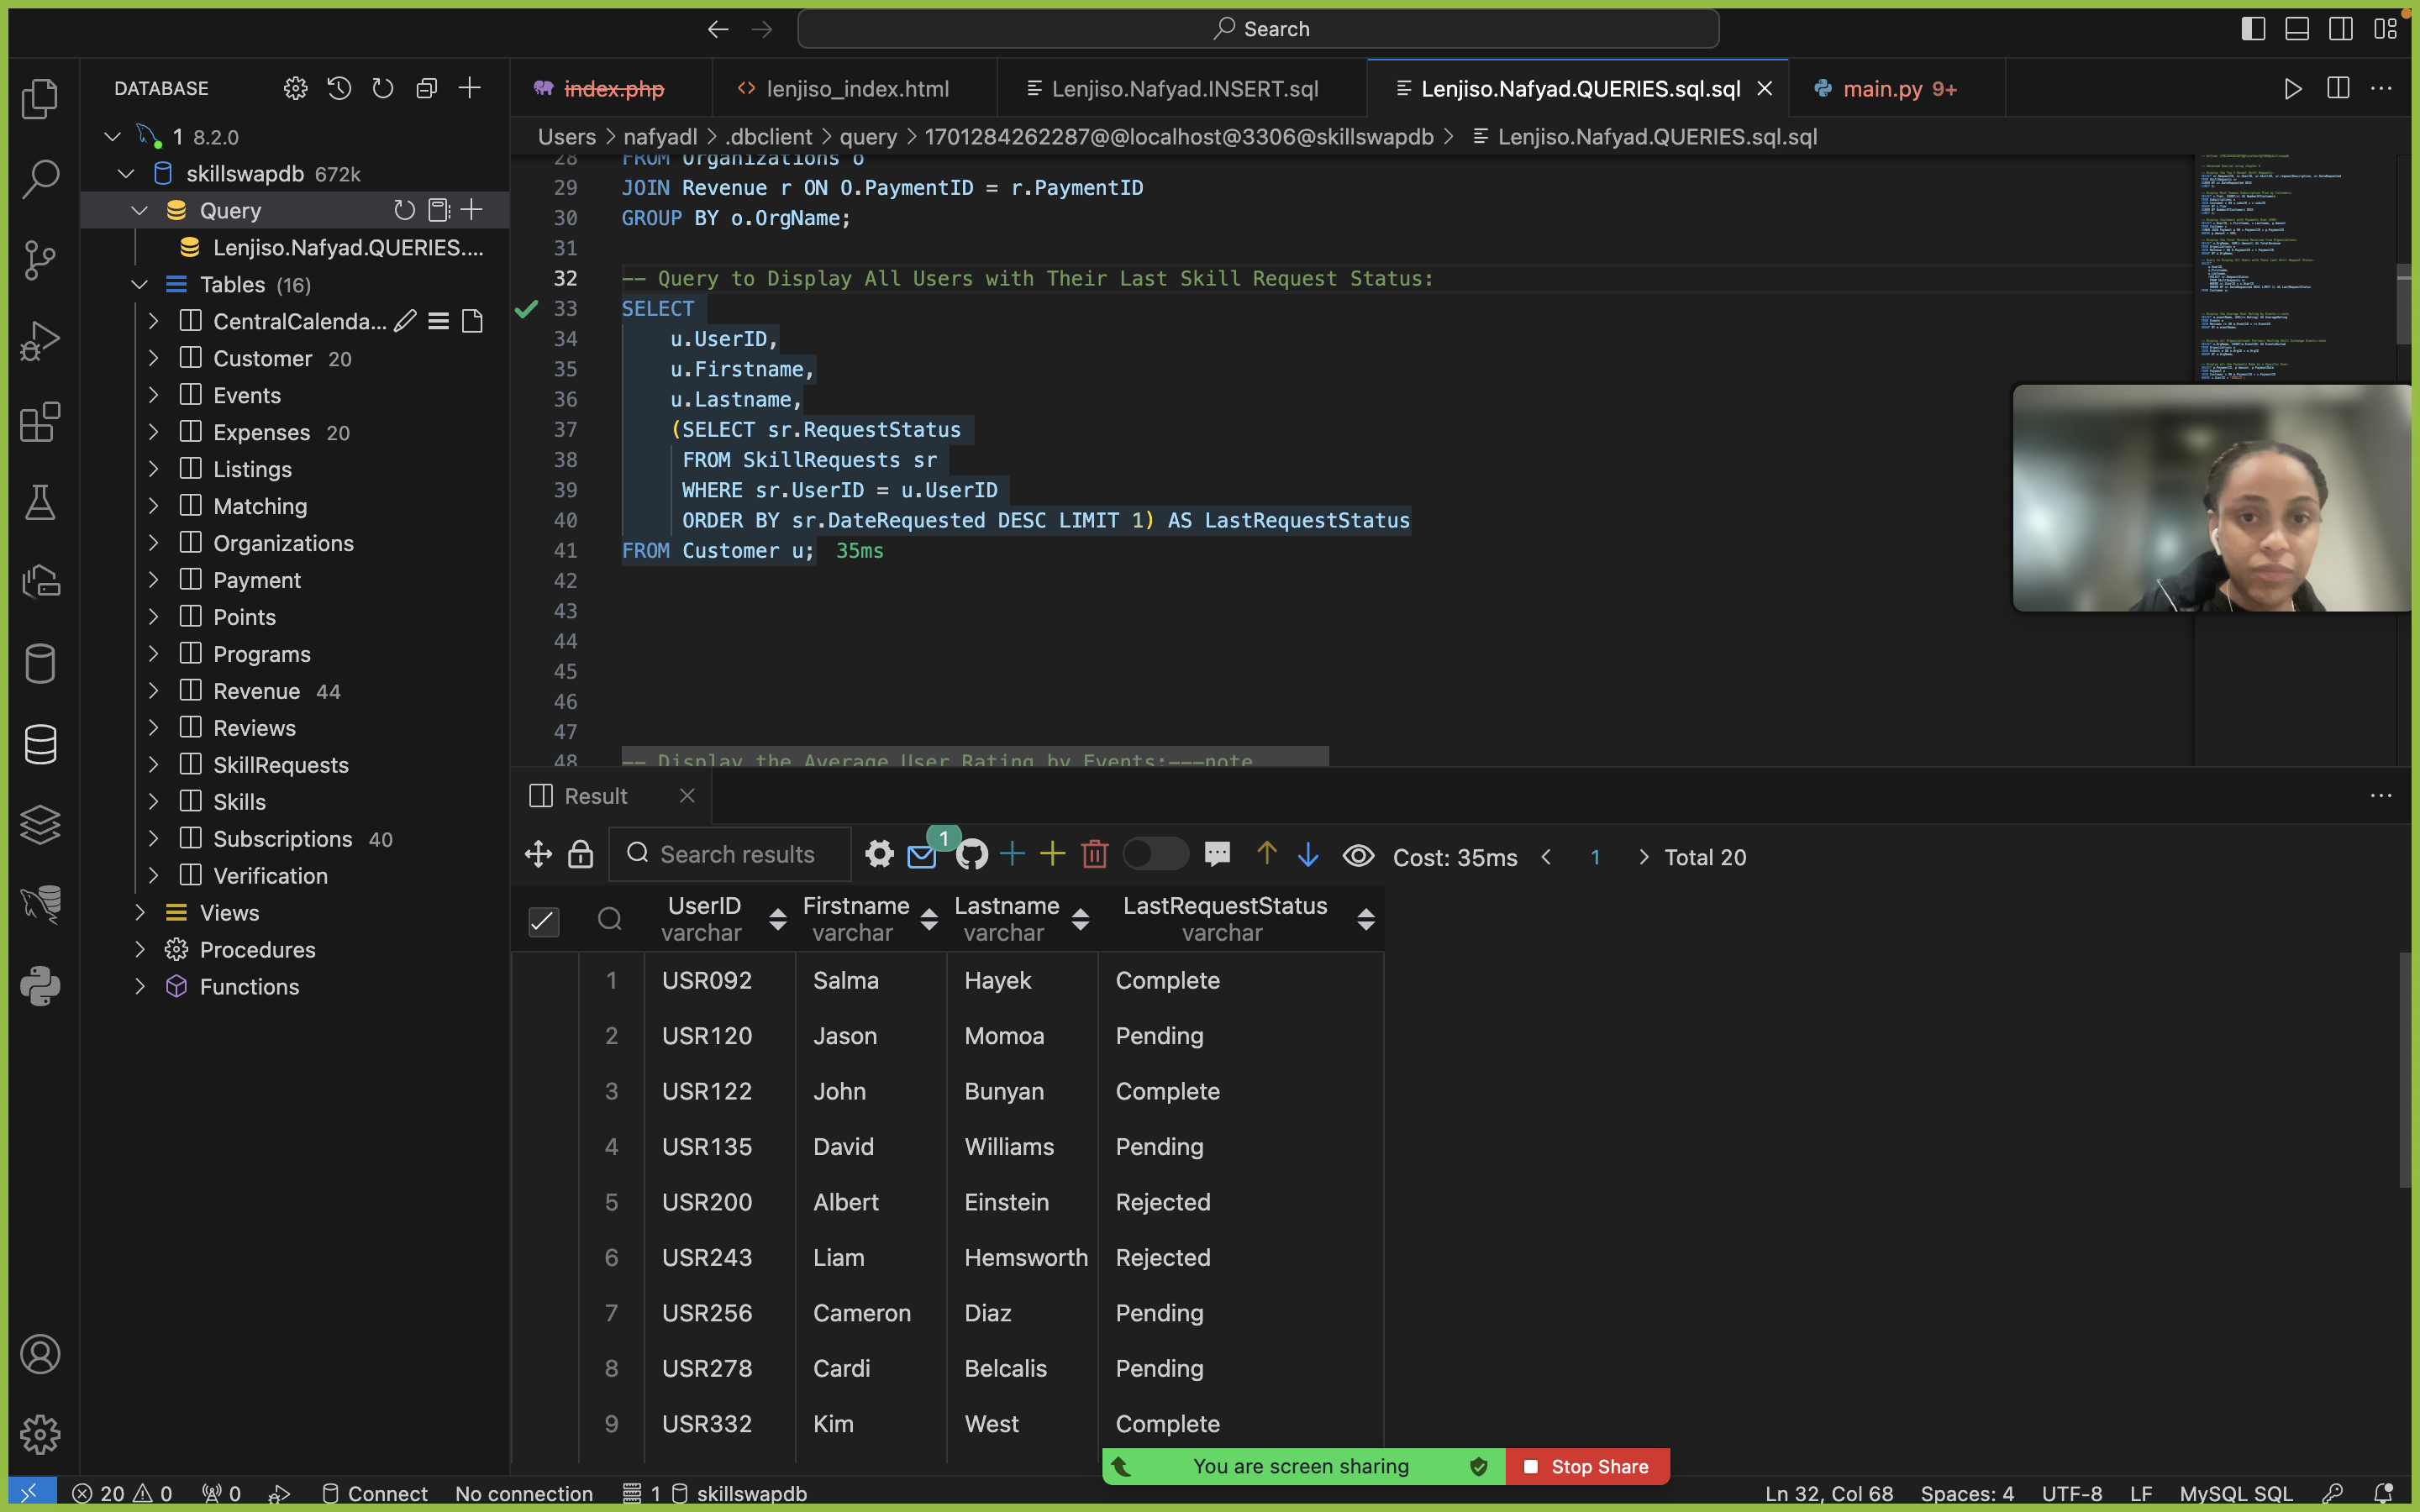 Search
DATABASE
index.php
lenjiso_index.html
Lenjiso.Nafyad.INSERT.sql
Lenjiso.Nafyad.QUERIES.sql.sql
main.py 9+
1 8.2.0
Users > nafyadl > .dbclient > query > 1701284262287@@localhost@3306@skillswapdb > Lenjiso.Nafyad.QUERIES.sql.sql
skillswapdb 672k
Query
Lenjiso.Nafyad.QUERIES....
Tables (16)
CentralCalenda...
Customer 20
Events
Expenses 20
Listings
Matching
Organizations
Payment
Points
Programs
Revenue 44
Reviews
SkillRequests
Skills
Subscriptions 40
Verification
Views
Procedures
Functions
28 FROM Organizations o
29 JOIN Revenue r ON O.PaymentID = r.PaymentID
30 GROUP BY o.OrgName;
31
32 -- Query to Display All Users with Their Last Skill Request Status:
33 SELECT
34 u.UserID,
35 u.Firstname,
36 u.Lastname,
37 (SELECT sr.RequestStatus
38 FROM SkillRequests sr
39 WHERE sr.UserID = u.UserID
40 ORDER BY sr.DateRequested DESC LIMIT 1) AS LastRequestStatus
41 FROM Customer u; 35ms
42
43
44
45
46
47
48 -- Display the Average User Rating by Events:---note
Result
Search results
1
Cost: 35ms < 1 > Total 20
UserID Firstname Lastname LastRequestStatus
varchar varchar varchar varchar
1 USR092 Salma Hayek Complete
2 USR120 Jason Momoa Pending
3 USR122 John Bunyan Complete
4 USR135 David Williams Pending
5 USR200 Albert Einstein Rejected
6 USR243 Liam Hemsworth Rejected
7 USR256 Cameron Diaz Pending
8 USR278 Cardi Belcalis Pending
9 USR332 Kim West Complete
You are screen sharing
Stop Share
20 0 0 Connect No connection 1 skillswapdb
Ln 32, Col 68 Spaces: 4 UTF-8 LF MySQL SQL